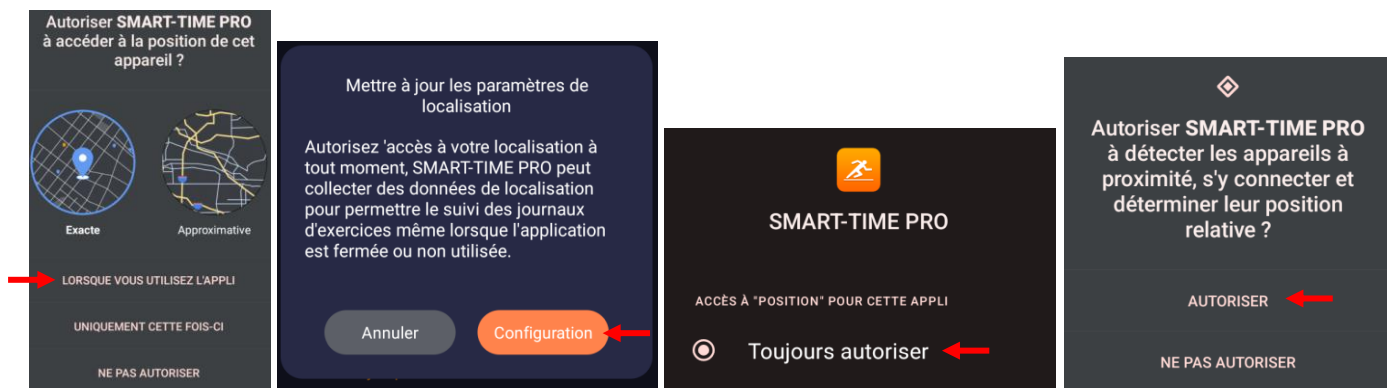 Autoriser SMART-TIME PRO
à accéder à la position de cet
appareil ?
Exacte
Approximative
LORSQUE VOUS UTILISEZ L'APPLI
UNIQUEMENT CETTE FOIS-CI
NE PAS AUTORISER
Mettre à jour les paramètres de
localisation
Autorisez 'accès à votre localisation à
tout moment, SMART-TIME PRO peut
collecter des données de localisation
pour permettre le suivi des journaux
d'exercices même lorsque l'application
est fermée ou non utilisée.
Annuler
Configuration
SMART-TIME PRO
ACCÈS À "POSITION" POUR CETTE APPLI
Toujours autoriser
Autoriser SMART-TIME PRO
à détecter les appareils à
proximité, s'y connecter et
déterminer leur position
relative ?
AUTORISER
NE PAS AUTORISER